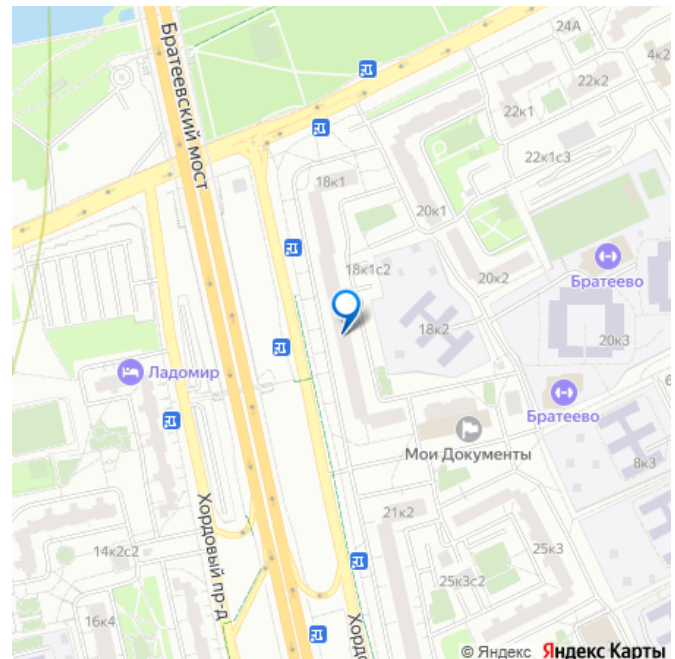 24А
4к2
22к2
22к1
Братеевский мост
22к1с3
18к1
20к1
Братеево
18к1с2
20к2
18к2
20к3
Ладомир
Братеево
Мои Документы
8к3
Хордовый пр-д
21к2
14к2с2
25к3
25к3с2
16к4
Хордо
© Яндекс Яндекс Карты